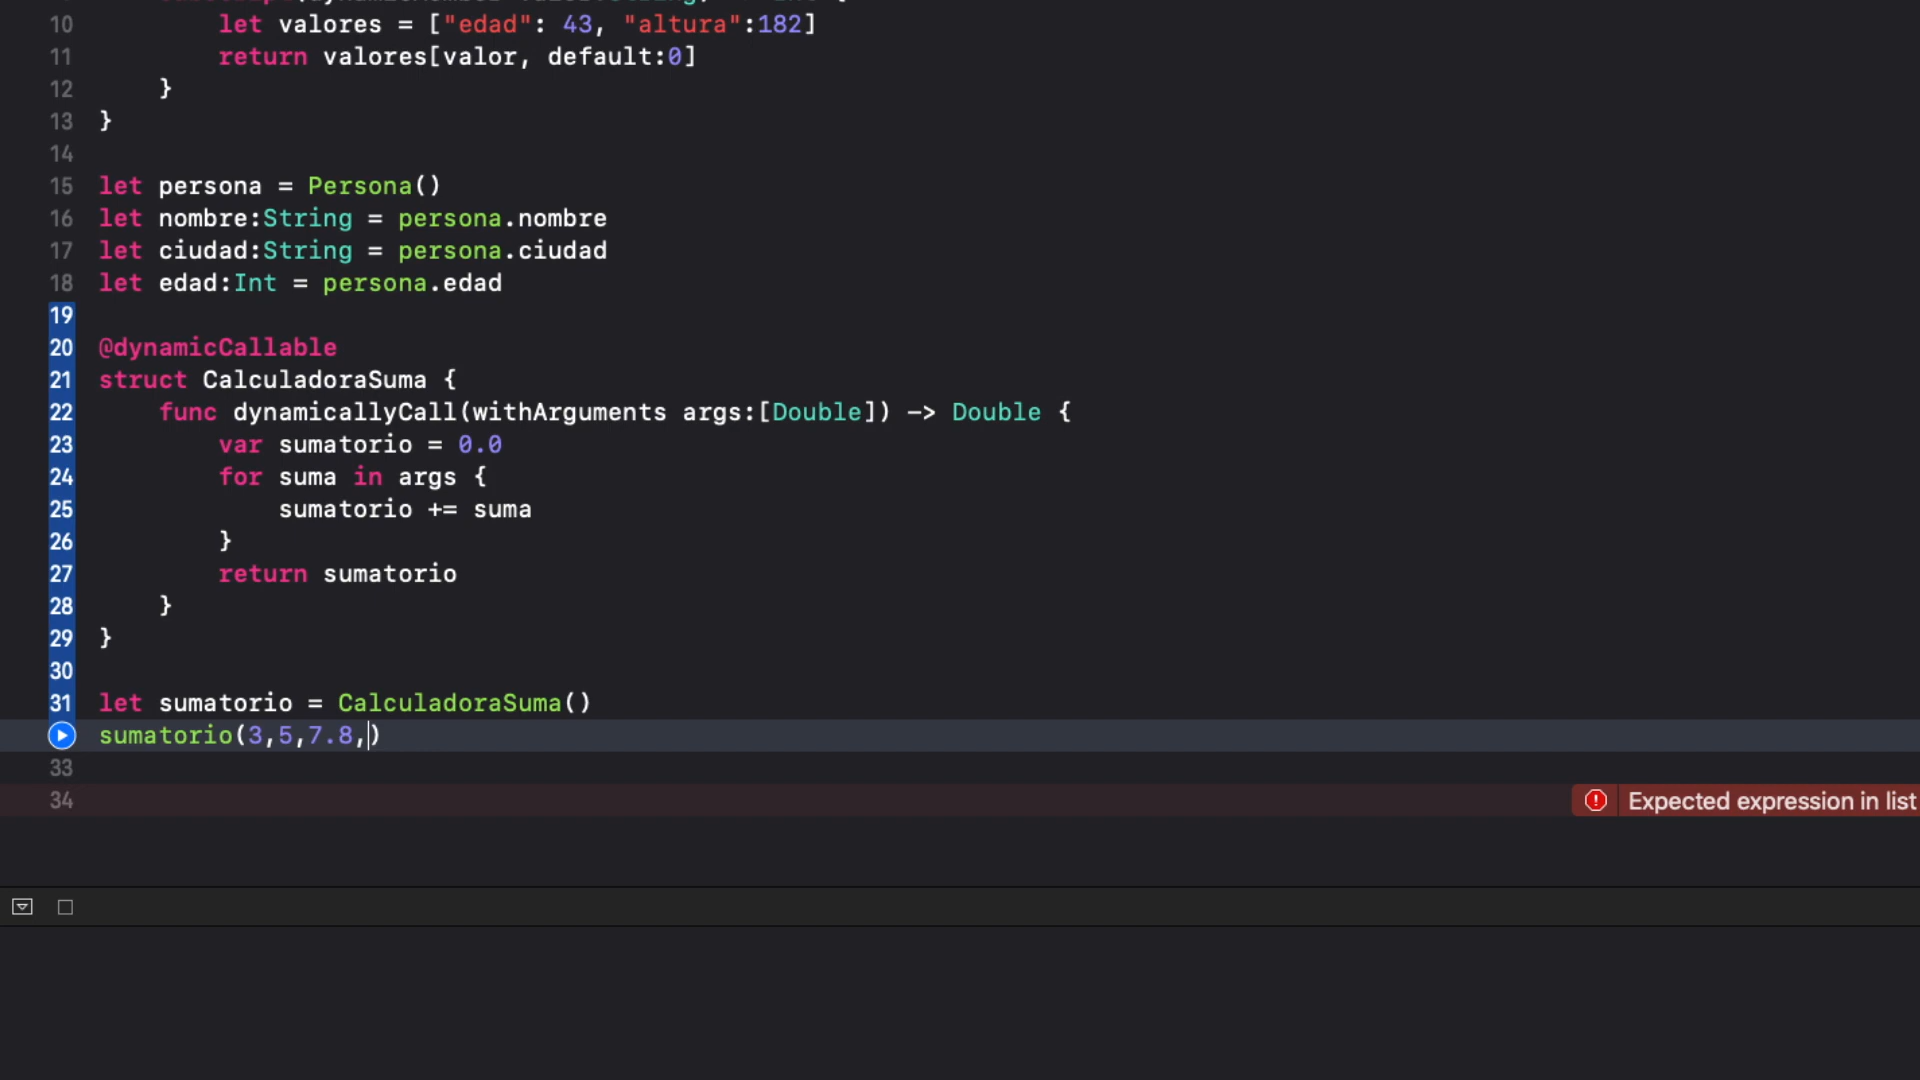 10 let valores = ["edad": 43, "altura":182]
11 return valores[valor, default:0]
12 }
13 }
14
15 let persona = Persona()
16 let nombre:String = persona.nombre
17 let ciudad:String = persona.ciudad
18 let edad:Int = persona.edad
19
20 @dynamicCallable
21 struct CalculadoraSuma {
22 func dynamicallyCall(withArguments args:[Double]) -> Double {
23 var sumatorio = 0.0
24 for suma in args {
25 sumatorio += suma
26 }
27 return sumatorio
28 }
29 }
30
31 let sumatorio = CalculadoraSuma()
sumatorio(3,5,7.8,)
33
34 Expected expression in list